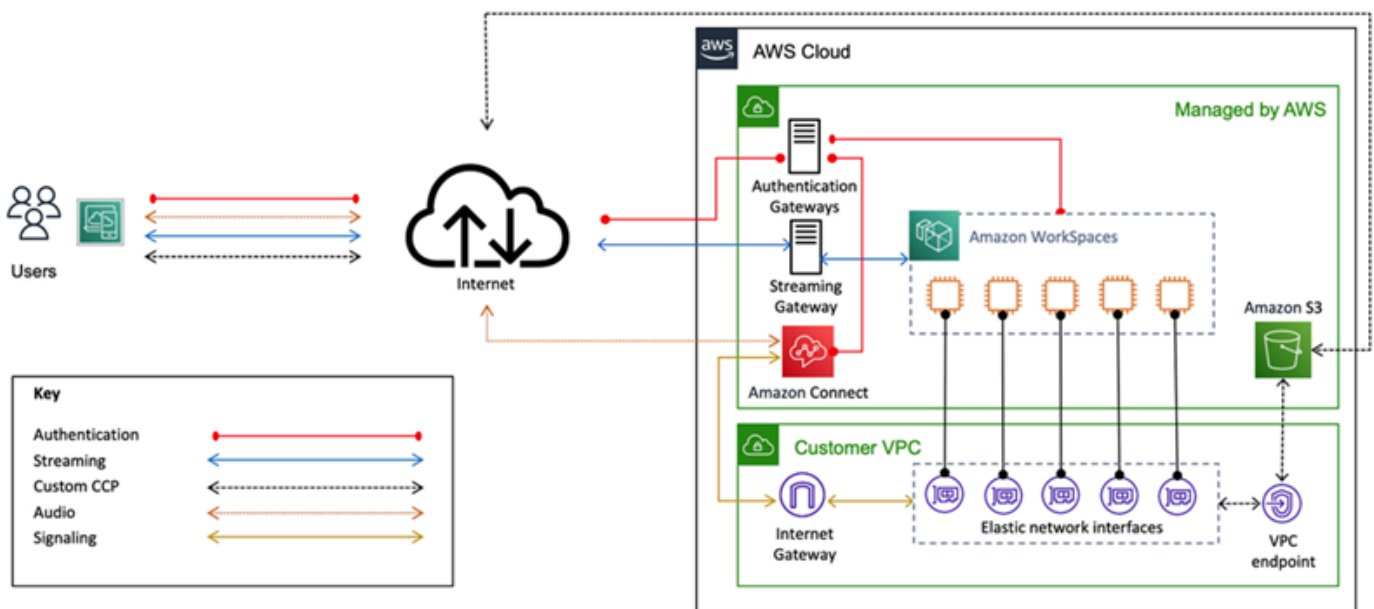 aws
AWS Cloud
Managed by AWS
Authentication
Gateways
Amazon WorkSpaces
Users
Internet
Streaming
Gateway
Amazon S3
Amazon Connect
Key
Authentication
Streaming
Custom CCP
Audio
Signaling
Customer VPC
Internet
Gateway
Elastic network interfaces
VPC
endpoint